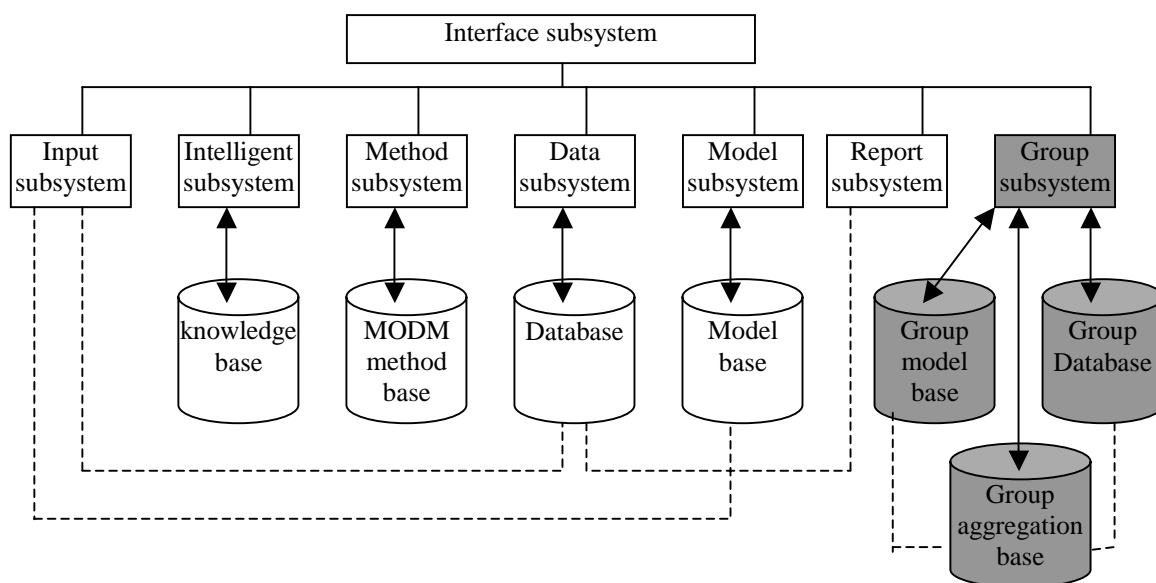 Interface subsystem
Input
subsystem
Intelligent
subsystem
Method
subsystem
Data
subsystem
Model
subsystem
Report
subsystem
Group
subsystem
knowledge
base
MODM
method
base
Database
Model
base
Group
model
base
Group
Database
Group
aggregation
base